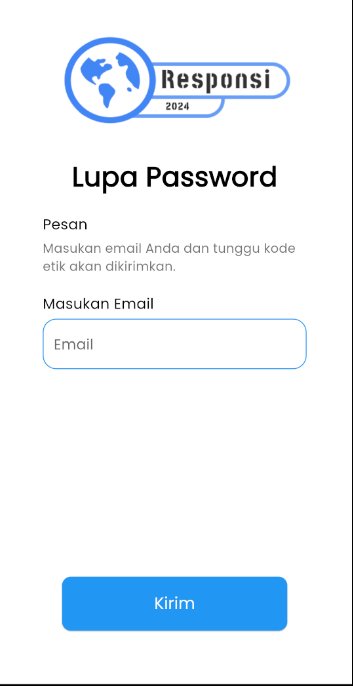 Responsi
2024
Lupa Password
Pesan
Masukan email Anda dan tunggu kode
etik akan dikirimkan.
Masukan Email
Email
Kirim